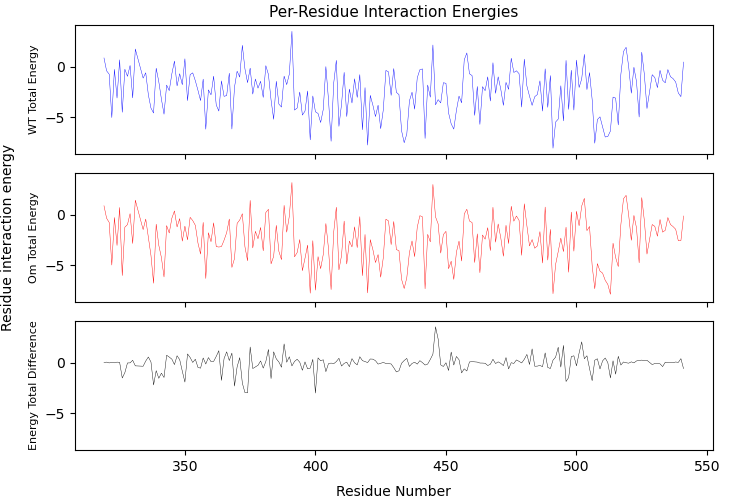 Per-Residue Interaction Energies
Residue interaction energy
WT Total Energy
0
−5
Om Total Energy
0
−5
Energy Total Difference
0
−5
350
400
450
500
550
Residue Number